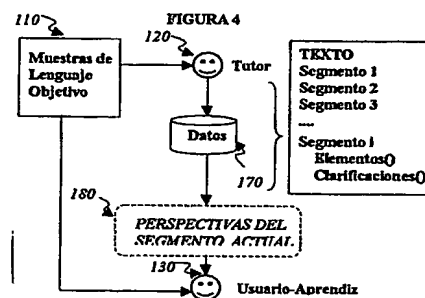 110
FIGURA 4
120
Muestras de
Lenguaje
Objetivo
Tutor
TEXTO
Segmento 1
Segmento 2
Segmento 3
....
Segmento i
Elementos()
Clarificaciones()
Datos
170
180
PERSPECTIVAS DEL
SEGMENTO ACTUAL
130
Usuario-Aprendiz